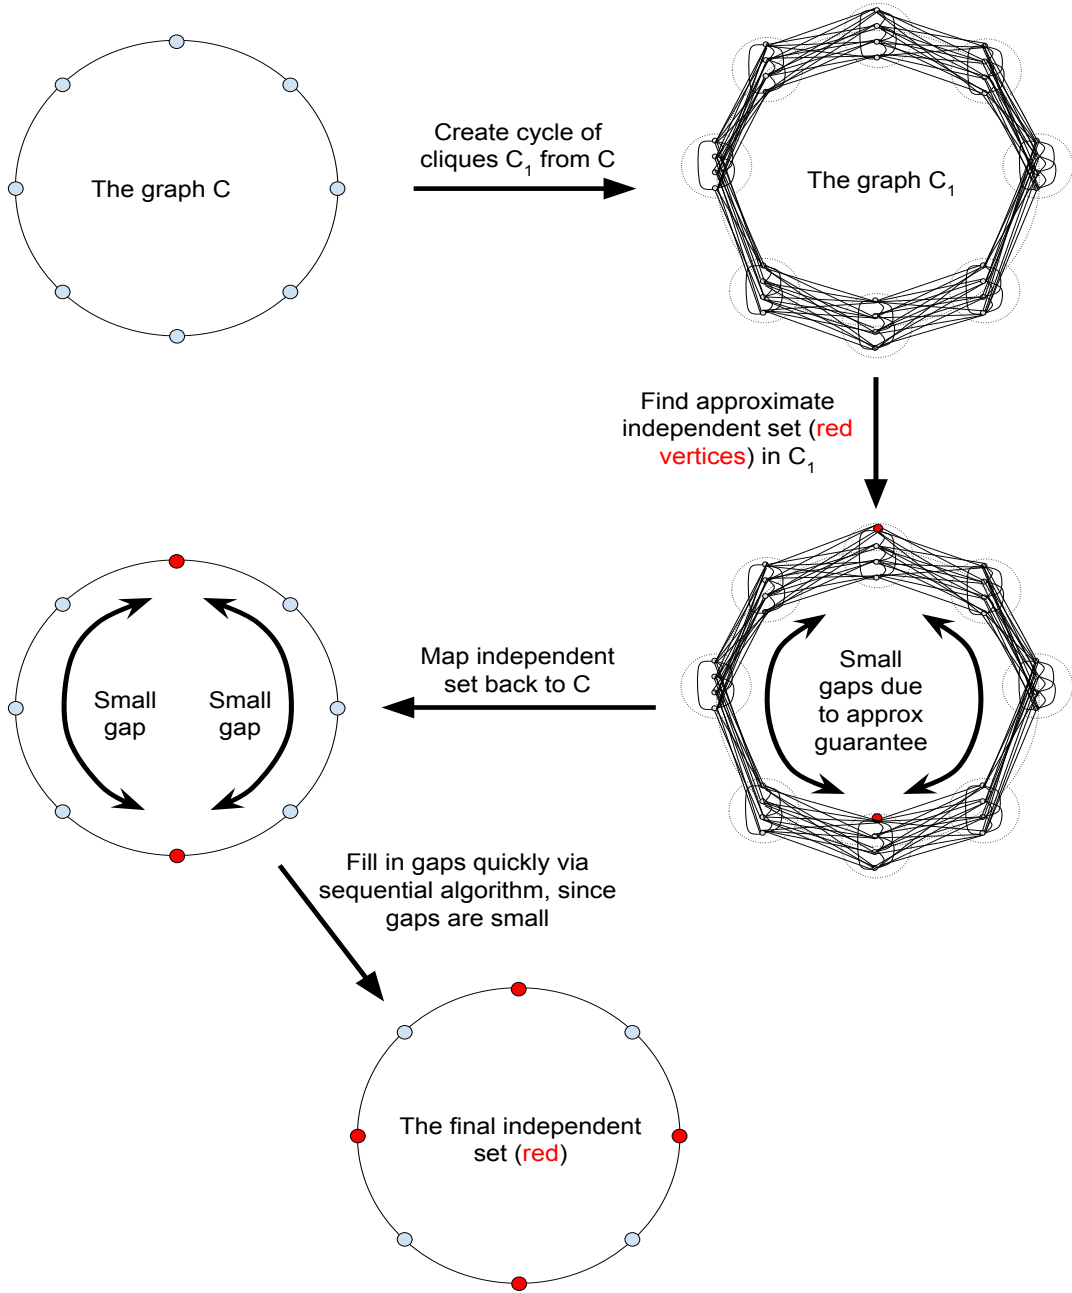 Create cycle of
cliques C₁ from C
The graph C
The graph C₁
Find approximate
independent set (red
vertices) in C₁
Small
gaps due
to approx
guarantee
Map independent
set back to C
Small
gap
Small
gap
Fill in gaps quickly via
sequential algorithm, since
gaps are small
The final independent
set (red)